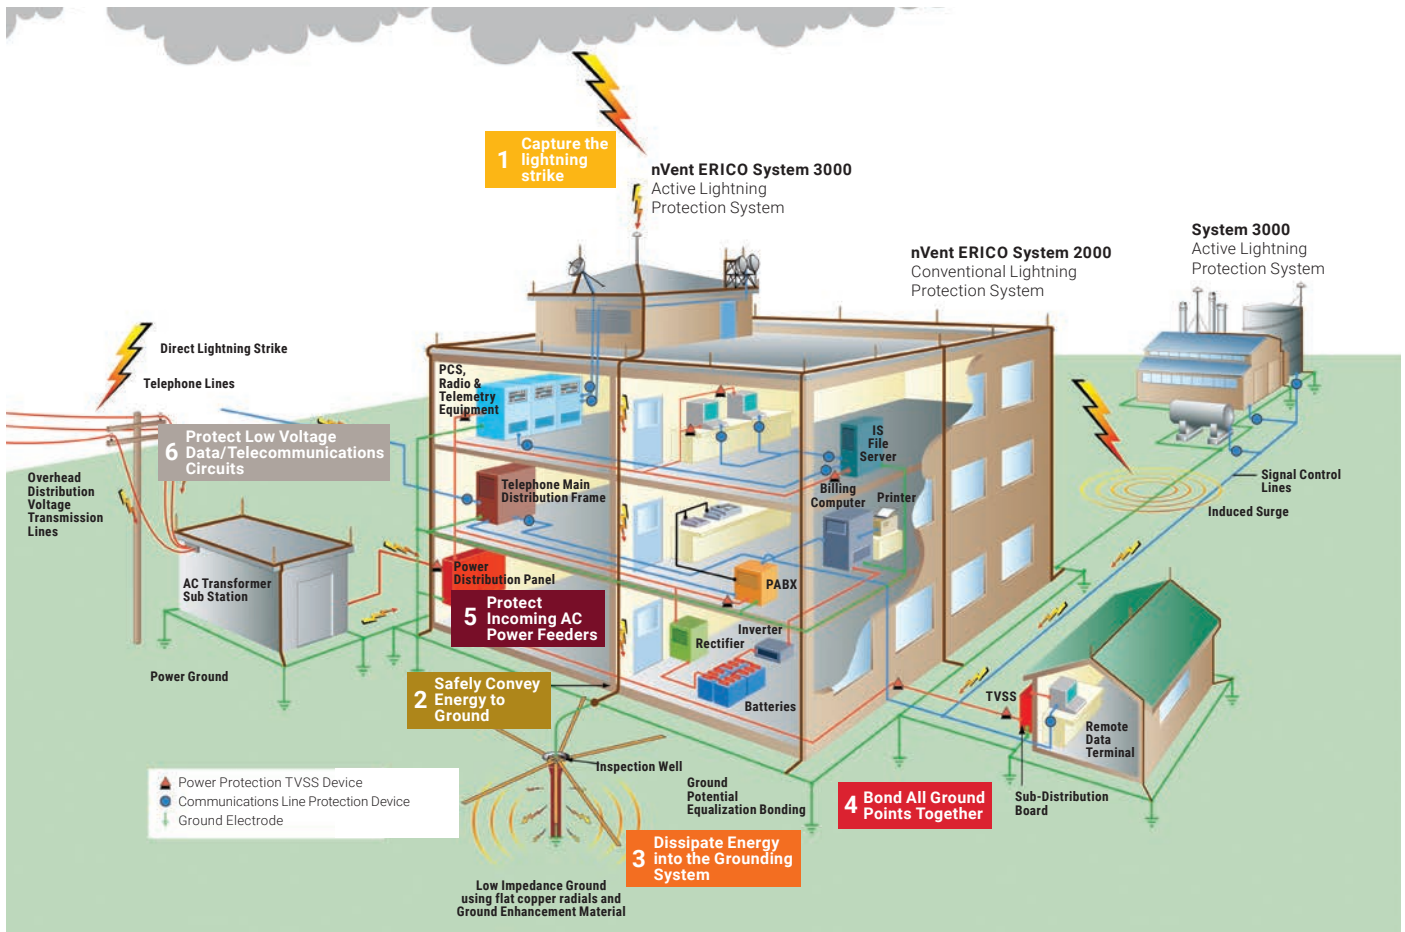 1 Capture the
lightning
strike
nVent ERICO System 3000
Active Lightning
Protection System
nVent ERICO System 2000
Conventional Lightning
Protection System
System 3000
Active Lightning
Protection System
Direct Lightning Strike
Telephone Lines
PCS,
Radio &
Telemetry
Equipment
6 Protect Low Voltage
Data/Telecommunications
Circuits
IS
File
Server
Overhead
Distribution
Voltage
Transmission
Lines
Telephone Main
Distribution Frame
Billing
Computer
Printer
Signal Control
Lines
Induced Surge
AC Transformer
Sub Station
Power
Distribution Panel
PABX
5 Protect
Incoming AC
Power Feeders
Inverter
Rectifier
Power Ground
2 Safely Convey
Energy to
Ground
Batteries
TVSS
Remote
Data
Terminal
Inspection Well
Ground
Potential
Equalization Bonding
4 Bond All Ground
Points Together
Sub-Distribution
Board
Power Protection TVSS Device
Communications Line Protection Device
Ground Electrode
3 Dissipate Energy
into the Grounding
System
Low Impedance Ground
using flat copper radials and
Ground Enhancement Material